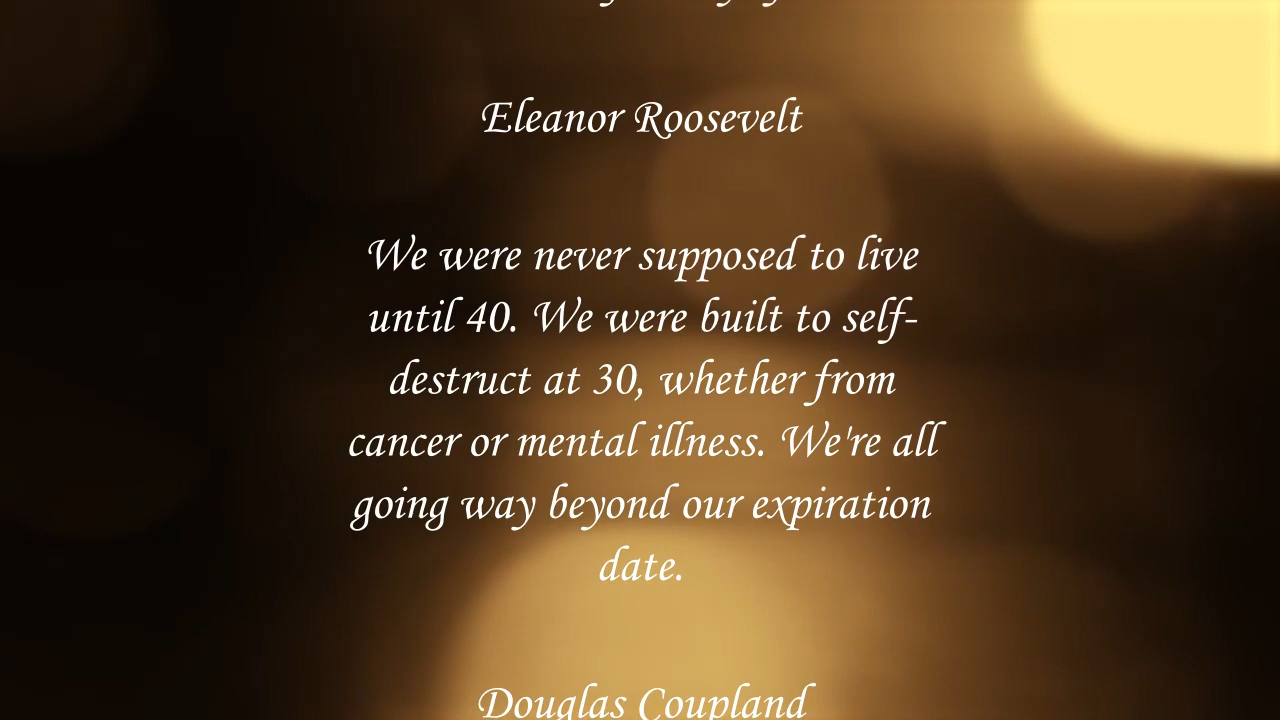 Eleanor Roosevelt
We were never supposed to live
until 40. We were built to self-
destruct at 30, whether from
cancer or mental illness. We're all
going way beyond our expiration
date.
Douglas Coupland